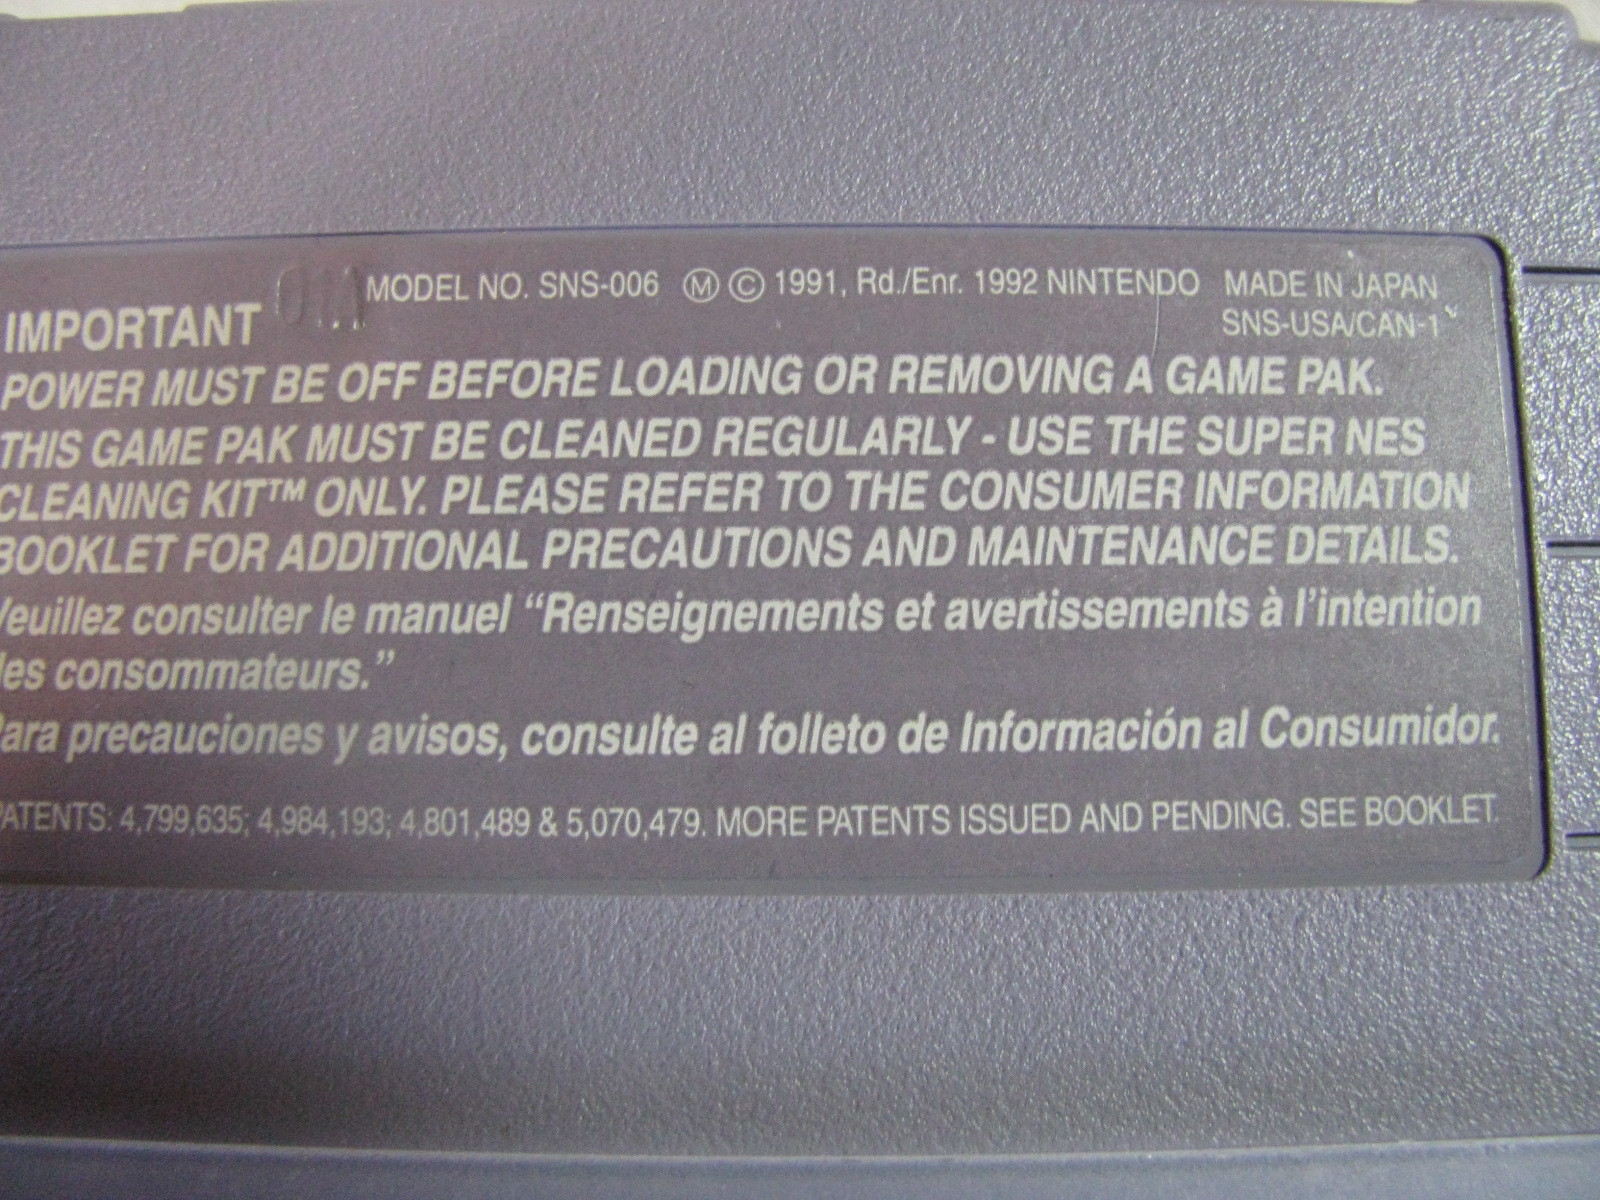 MODEL NO. SNS-006 Ⓜ © 1991, Rd./Enr. 1992 NINTENDO MADE IN JAPAN
IMPORTANT SNS-USA/CAN-1
POWER MUST BE OFF BEFORE LOADING OR REMOVING A GAME PAK.
THIS GAME PAK MUST BE CLEANED REGULARLY - USE THE SUPER NES
CLEANING KIT™ ONLY. PLEASE REFER TO THE CONSUMER INFORMATION
BOOKLET FOR ADDITIONAL PRECAUTIONS AND MAINTENANCE DETAILS.
Veuillez consulter le manuel “Renseignements et avertissements à l’intention
des consommateurs.”
Para precauciones y avisos, consulte al folleto de Información al Consumidor.
PATENTS: 4,799,635; 4,984,193; 4,801,489 & 5,070,479. MORE PATENTS ISSUED AND PENDING. SEE BOOKLET.